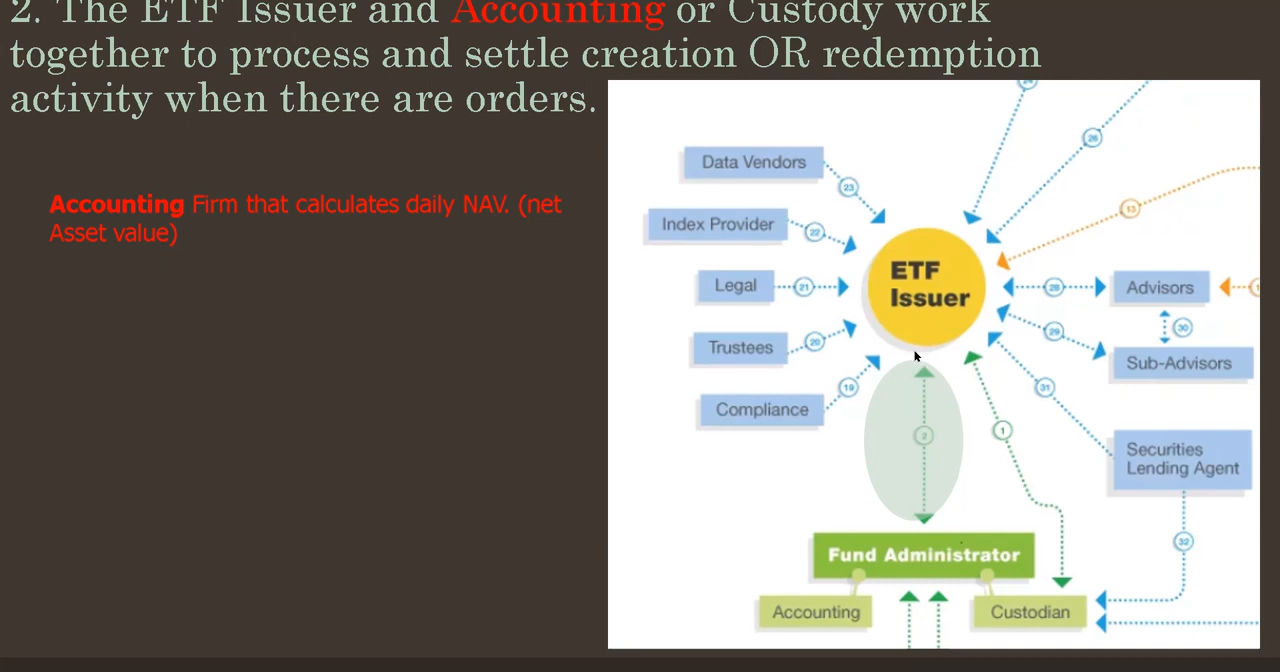 2. The ETF Issuer and Accounting or Custody work
together to process and settle creation OR redemption
activity when there are orders.
Accounting Firm that calculates daily NAV. (net
Asset value)
26
Data Vendors
23
13
Index Provider
22
ETF
Issuer
Legal
21
28
Advisors
Trustees
20
29
30
Sub-Advisors
19
31
Compliance
2
1
Securities
Lending Agent
32
Fund Administrator
Accounting
Custodian